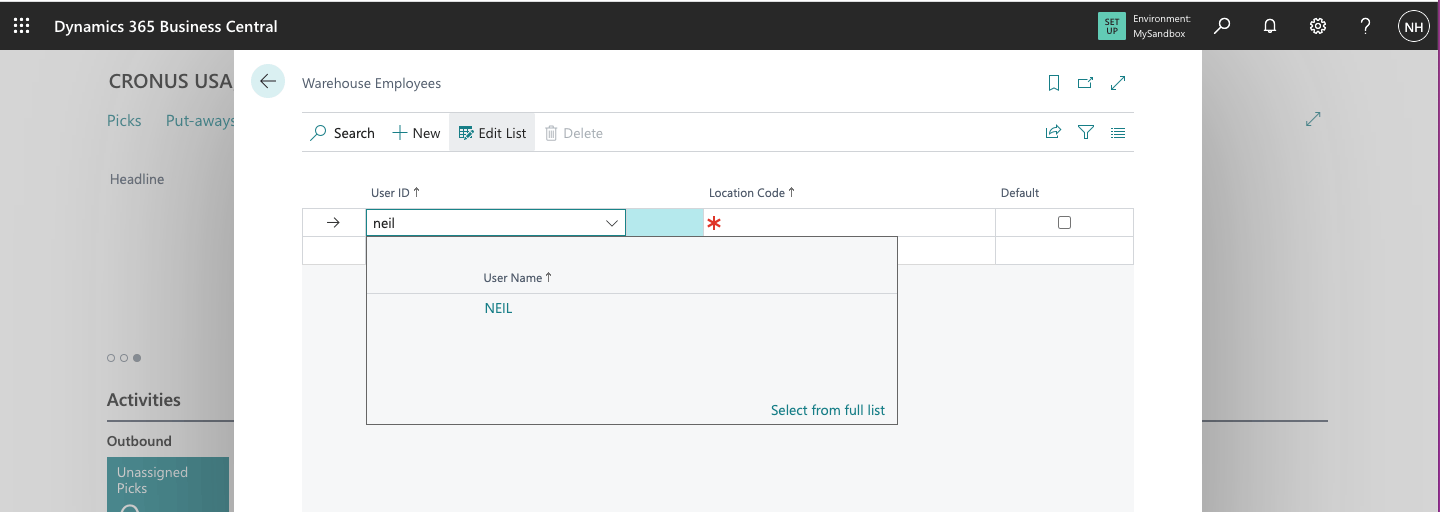 Dynamics 365 Business Central
SET
UP
Environment:
MySandbox
NH
CRONUS USA
Warehouse Employees
Picks Put-aways
Search New Edit List Delete
Headline
User ID ↑ Location Code ↑ Default
neil *
User Name ↑
NEIL
Select from full list
Activities
Outbound
Unassigned
Picks